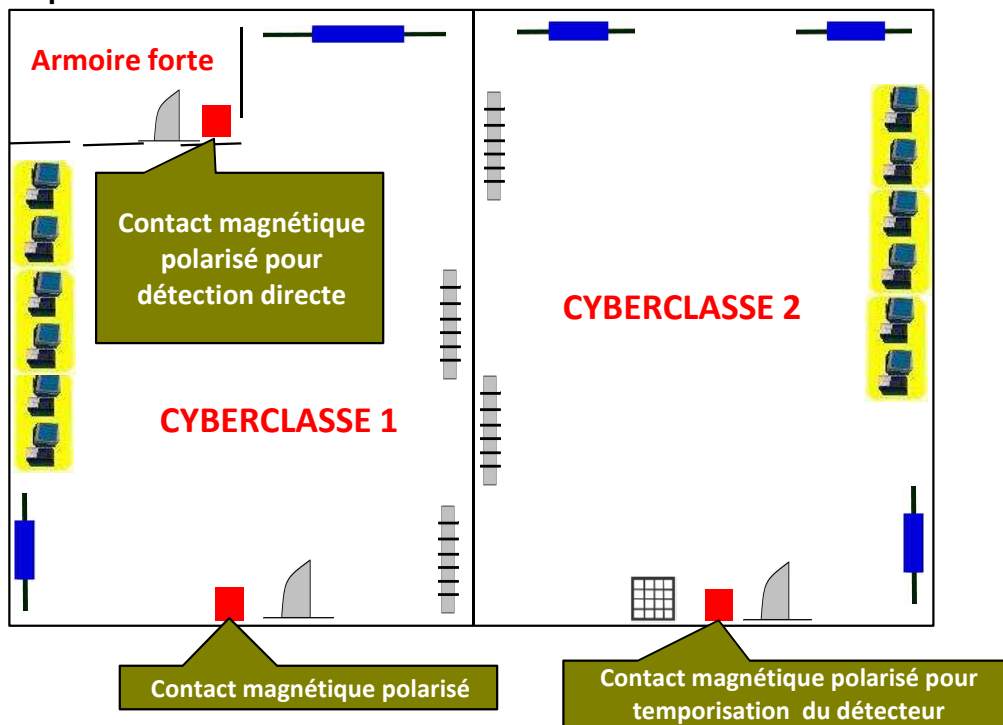 Armoire forte
Contact magnétique
polarisé pour
détection directe
CYBERCLASSE 2
CYBERCLASSE 1
Contact magnétique polarisé
Contact magnétique polarisé pour
temporisation du détecteur